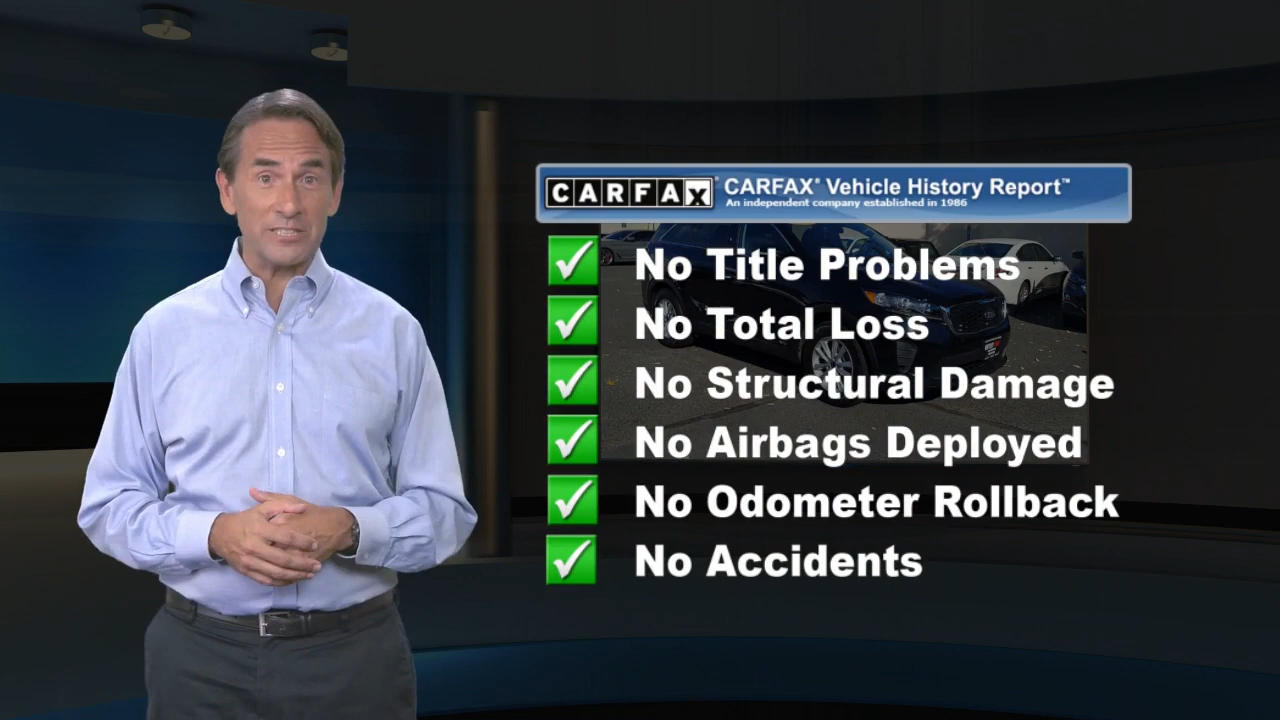 CARFAX® CARFAX® Vehicle History Report™
An independent company established in 1986
No Title Problems
No Total Loss
No Structural Damage
No Airbags Deployed
No Odometer Rollback
No Accidents